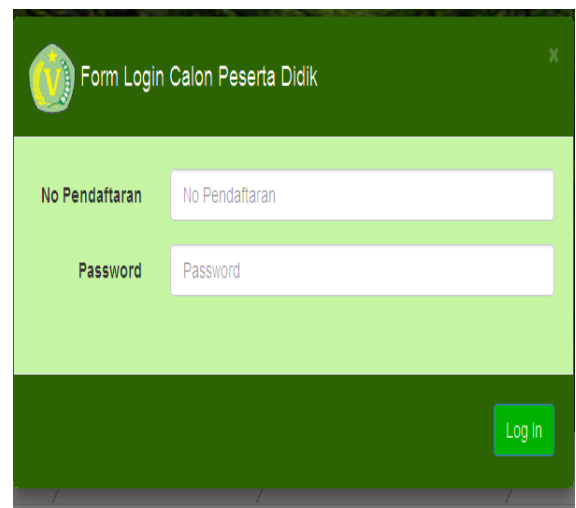 V
Form Login Calon Peserta Didik
x
No Pendaftaran
No Pendaftaran
Password
Password
Log In